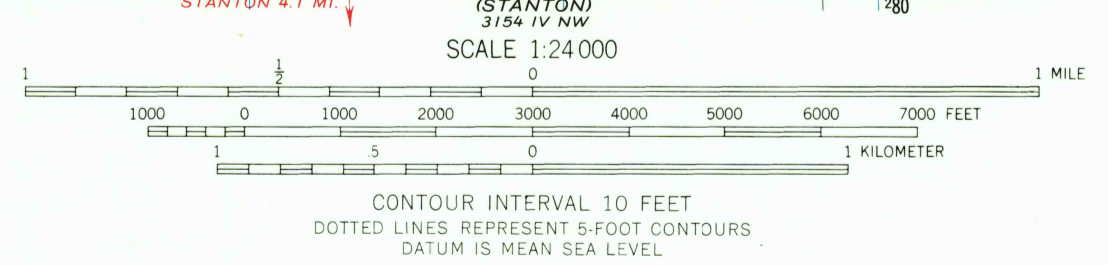 STANTON 4.1 MI.
(STANTON)
3154 IV NW
280
SCALE 1:24 000
1 1/2 0 1 MILE
1000 0 1000 2000 3000 4000 5000 6000 7000 FEET
1 .5 0 1 KILOMETER
CONTOUR INTERVAL 10 FEET
DOTTED LINES REPRESENT 5-FOOT CONTOURS
DATUM IS MEAN SEA LEVEL